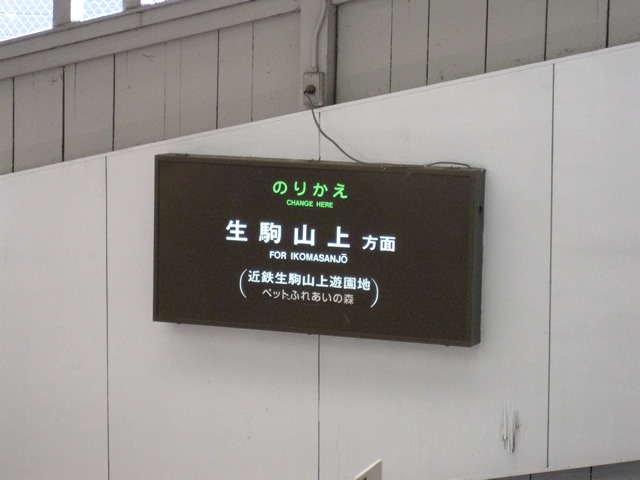 のりかえ
CHANGE HERE
生駒山上 方面
FOR IKOMASANJŌ
(近鉄生駒山上遊園地
ペットふれあいの森)